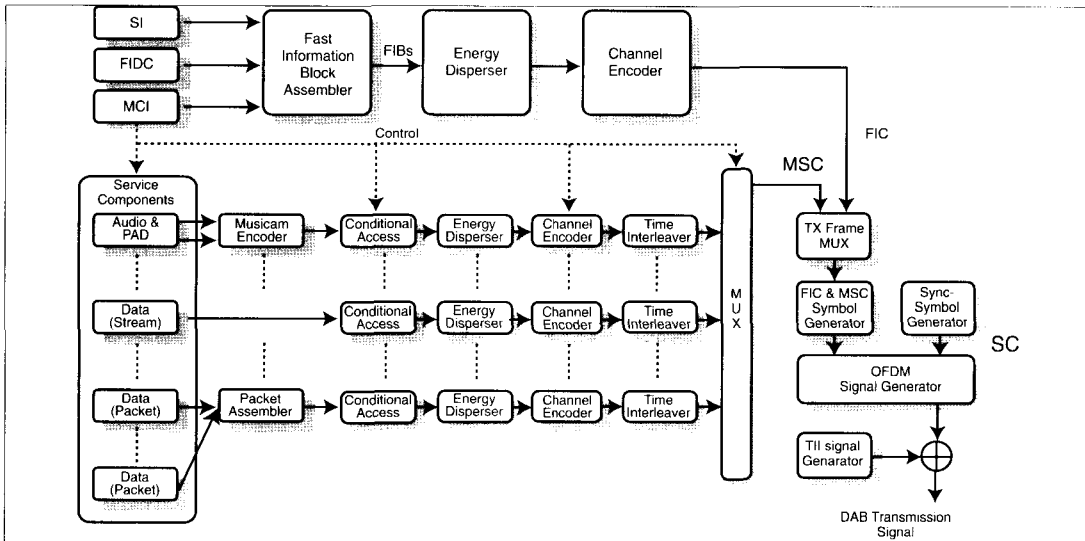 SI
FIDC
MCI
Fast
Information
Block
Assembler
FIBs
Energy
Disperser
Channel
Encoder
Control
FIC
MSC
Service
Components
Audio &
PAD
Musicam
Encoder
Conditional
Access
Energy
Disperser
Channel
Encoder
Time
Interleaver
Data
(Stream)
Conditional
Access
Energy
Disperser
Channel
Encoder
Time
Interleaver
Data
(Packet)
Packet
Assembler
Conditional
Access
Energy
Disperser
Channel
Encoder
Time
Interleaver
Data
(Packet)
M
U
X
TX Frame
MUX
FIC & MSC
Symbol
Generator
Sync-
Symbol
Generator
SC
OFDM
Signal Generator
TII signal
Genarator
DAB Transmission
Signal